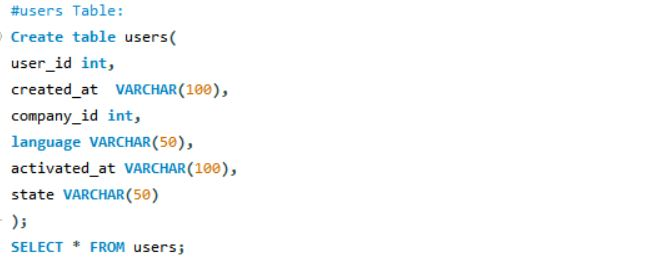 #users Table:
Create table users(
user_id int,
created_at  VARCHAR(100),
company_id int,
language VARCHAR(50),
activated_at VARCHAR(100),
state VARCHAR(50)
);
SELECT * FROM users;